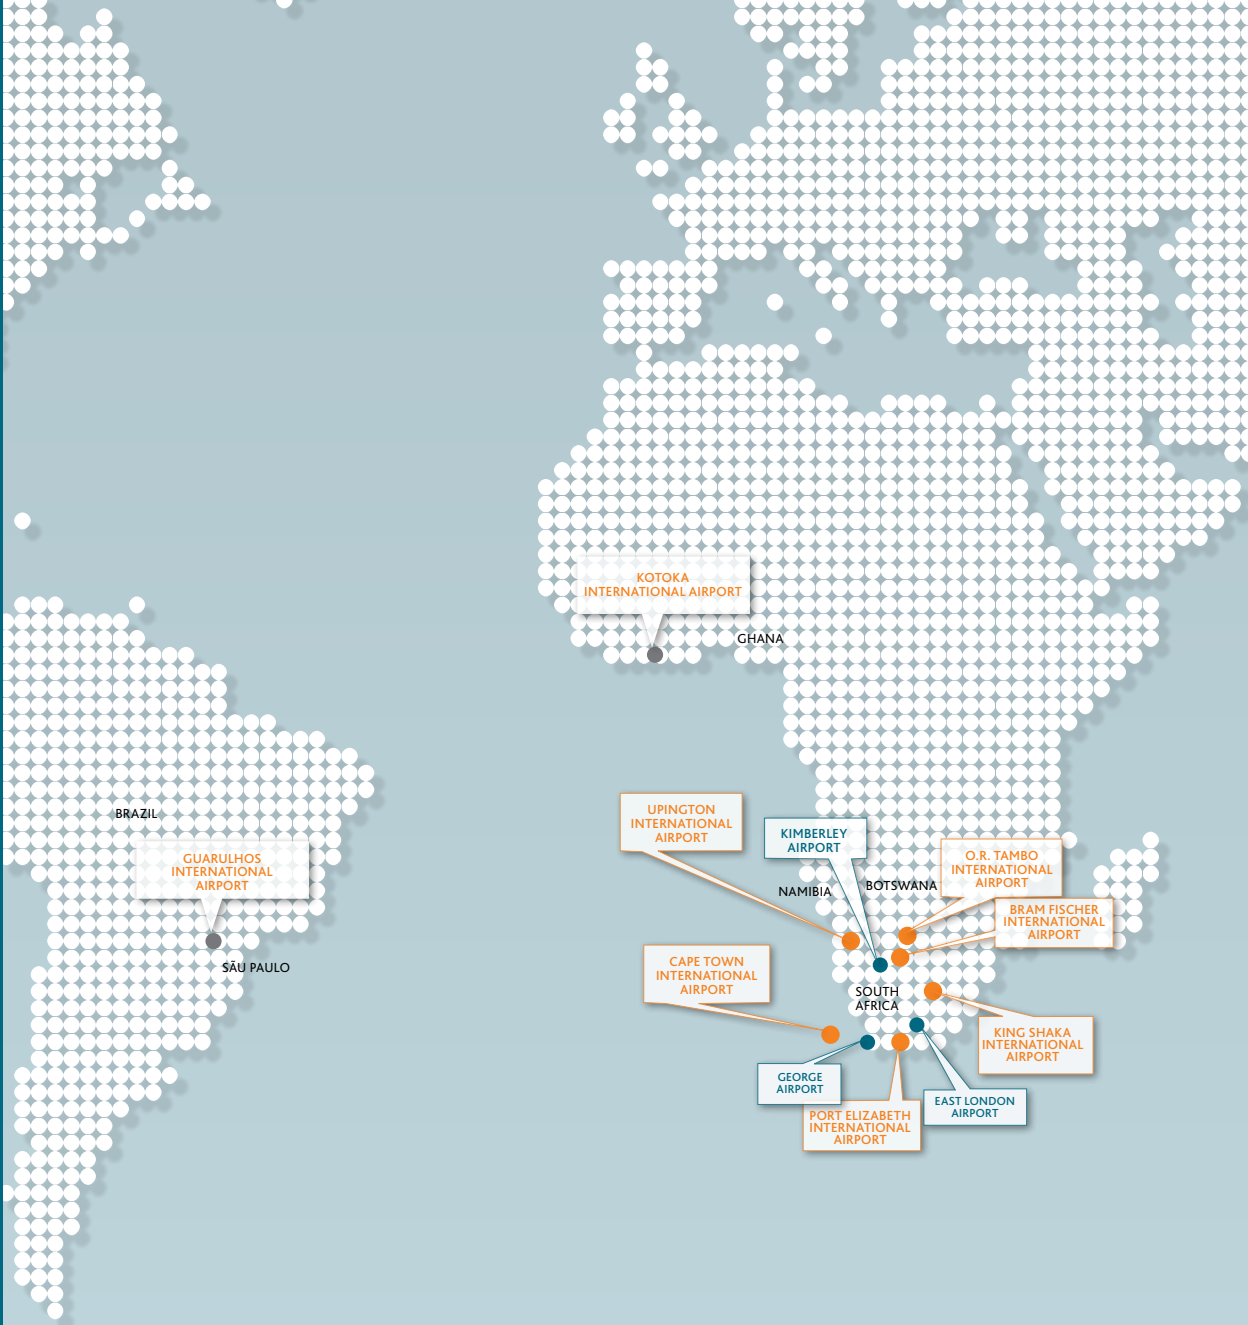 KOTOKA
INTERNATIONAL AIRPORT
GHANA
BRAZIL
GUARULHOS
INTERNATIONAL
AIRPORT
SÃU PAULO
UPINGTON
INTERNATIONAL
AIRPORT
KIMBERLEY
AIRPORT
O.R. TAMBO
INTERNATIONAL
AIRPORT
NAMIBIA
BOTSWANA
BRAM FISCHER
INTERNATIONAL
AIRPORT
CAPE TOWN
INTERNATIONAL
AIRPORT
SOUTH
AFRICA
KING SHAKA
INTERNATIONAL
AIRPORT
GEORGE
AIRPORT
EAST LONDON
AIRPORT
PORT ELIZABETH
INTERNATIONAL
AIRPORT